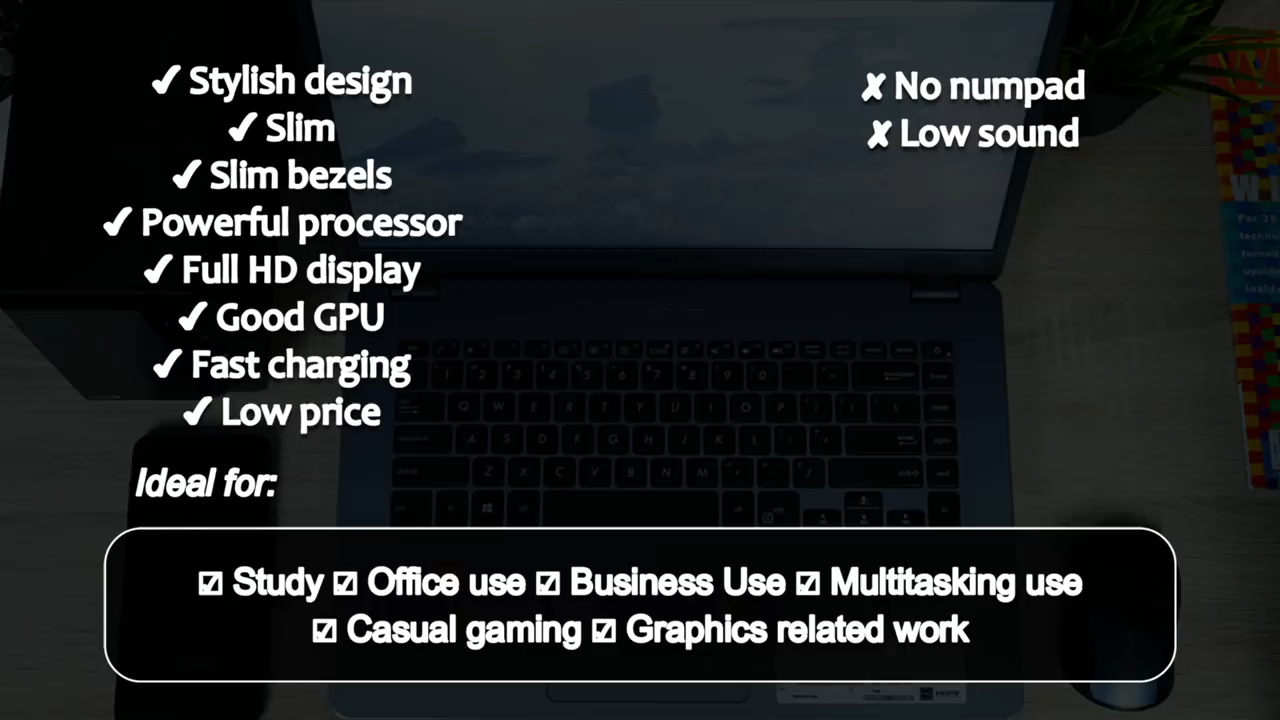 ✔ Stylish design
✔ Slim
✔ Slim bezels
✔ Powerful processor
✔ Full HD display
✔ Good GPU
✔ Fast charging
✔ Low price
✘ No numpad
✘ Low sound
Ideal for:
☑ Study ☑ Office use ☑ Business Use ☑ Multitasking use
☑ Casual gaming ☑ Graphics related work